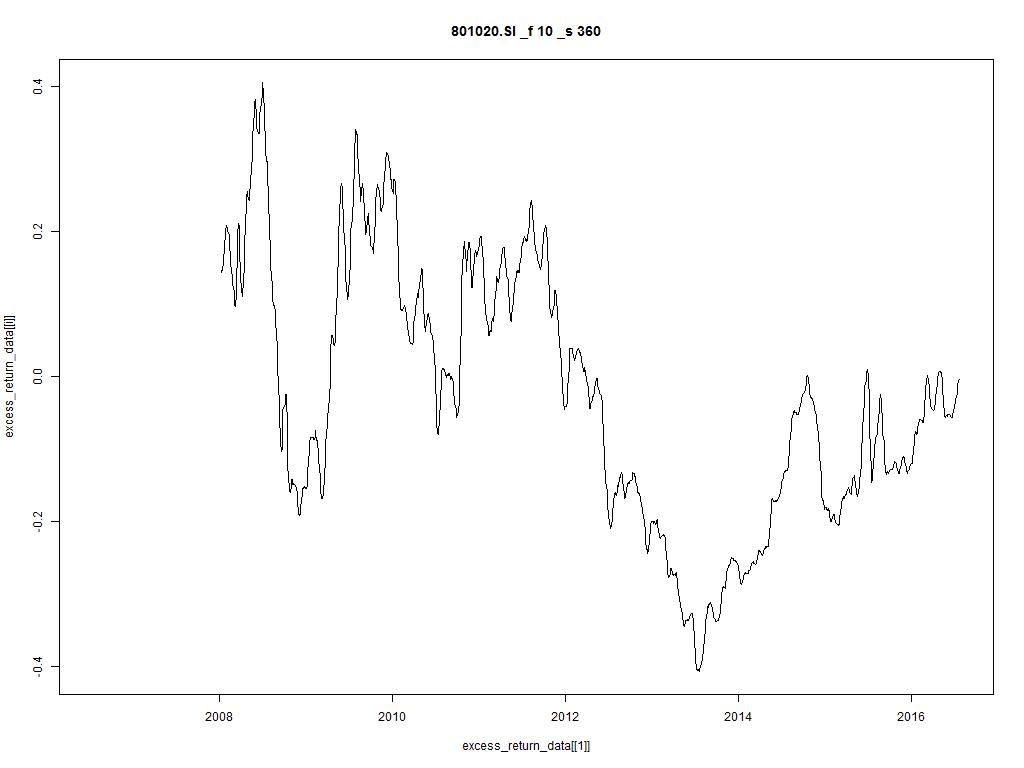 801020.SI _f 10 _s 360
0.4
0.2
0.0
-0.2
-0.4
excess_return_data[[i]]
2008 2010 2012 2014 2016
excess_return_data[[1]]